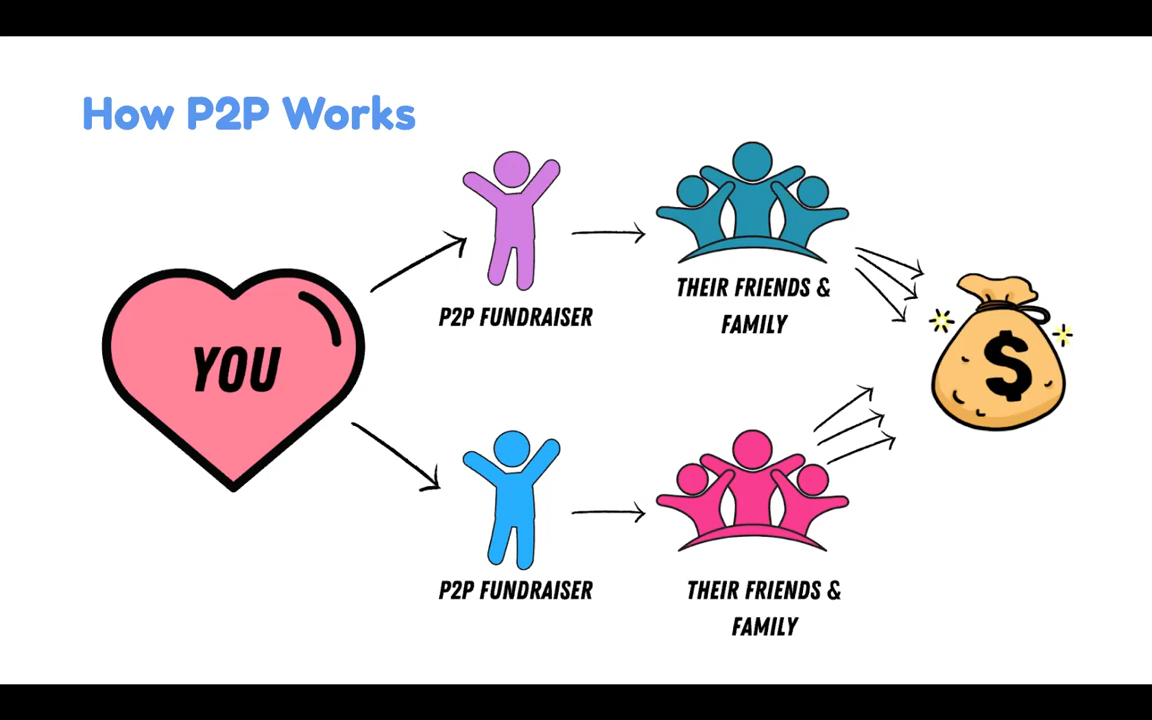 How P2P Works
YOU
P2P FUNDRAISER
THEIR FRIENDS &
FAMILY
$
P2P FUNDRAISER
THEIR FRIENDS &
FAMILY